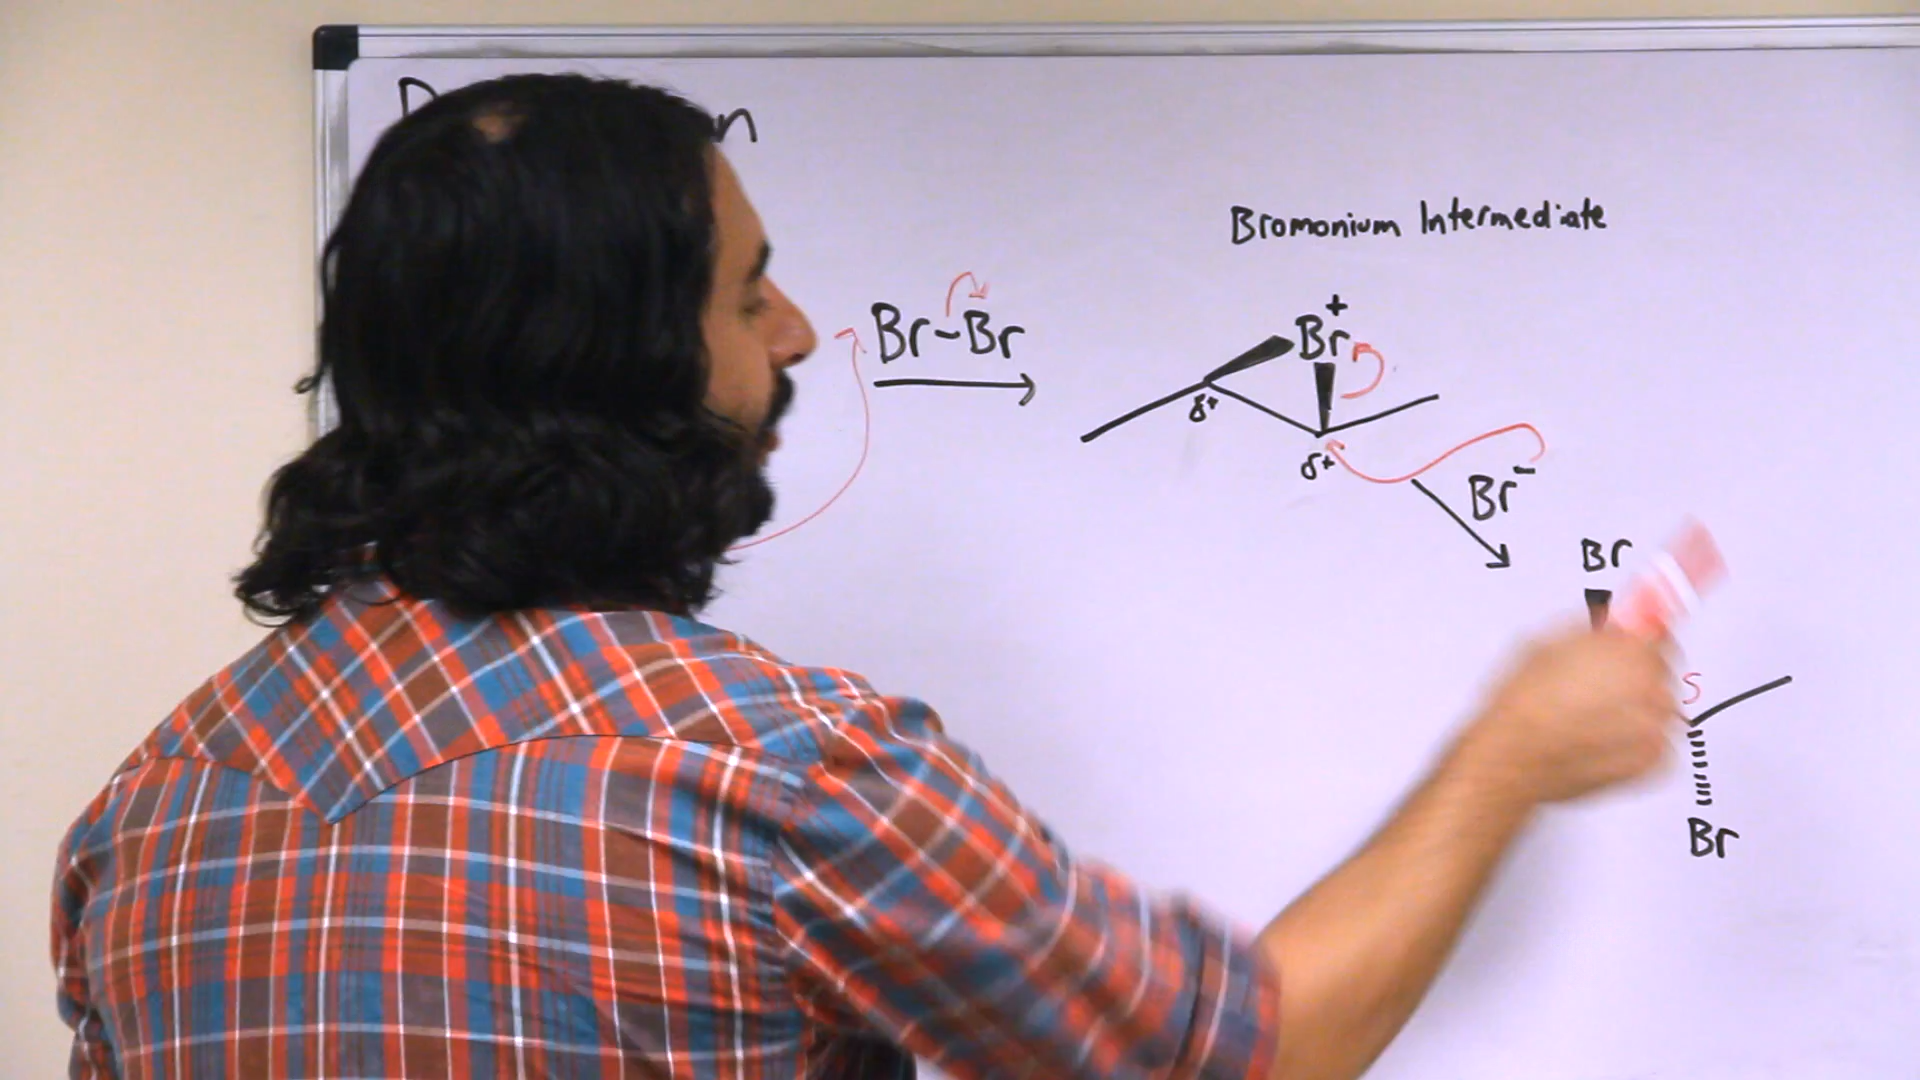 Bromonium Intermediate
Br-Br
Br+
δ+
δ+
Br-
Br
S
Br